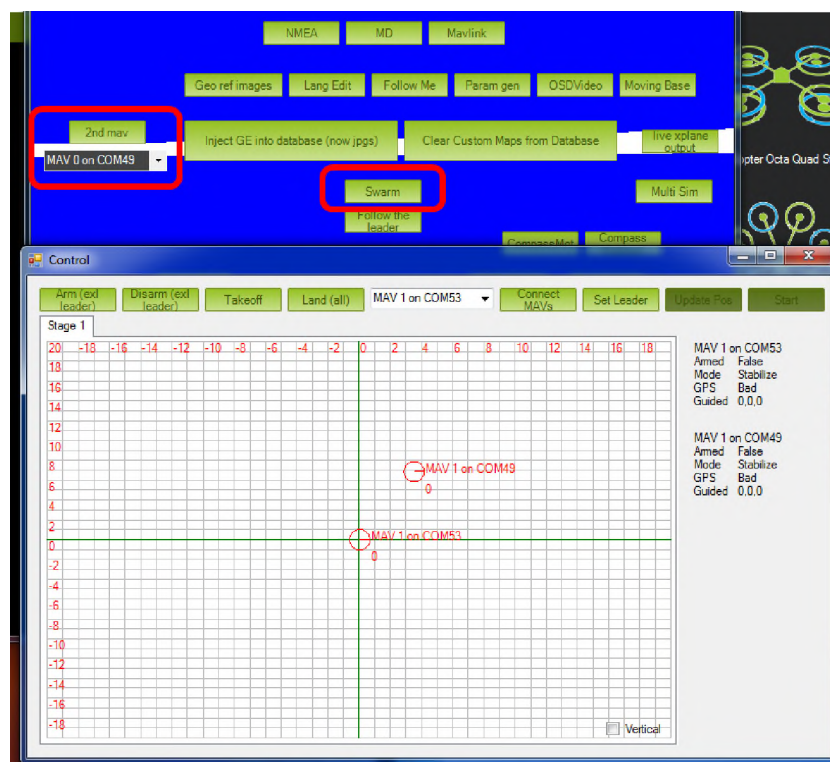 NMEA MD Mavlink
Geo ref images Lang Edit Follow Me Param gen OSDVideo Moving Base
2nd mav
Inject GE into database (now jpgs) Clear Custom Maps from Database live xplane
output
MAV 0 on COM49
Swarm Multi Sim
Follow the
leader
CompassMot Compass
Control
Arm (exl
leader) Disarm (exl
leader) Takeoff Land (all) MAV 1 on COM53 Connect
MAVs Set Leader Update Pos Start
Stage 1
20 -18 -16 -14 -12 -10 -8 -6 -4 -2 0 2 4 6 8 10 12 14 16 18
18
16
14
12
10
8
6
4
2
0
-2
-4
-6
-8
-10
-12
-14
-16
-18
MAV 1 on COM49
0
MAV 1 on COM53
0
Vertical
MAV 1 on COM53
Armed False
Mode Stabilize
GPS Bad
Guided 0,0,0
MAV 1 on COM49
Armed False
Mode Stabilize
GPS Bad
Guided 0,0,0